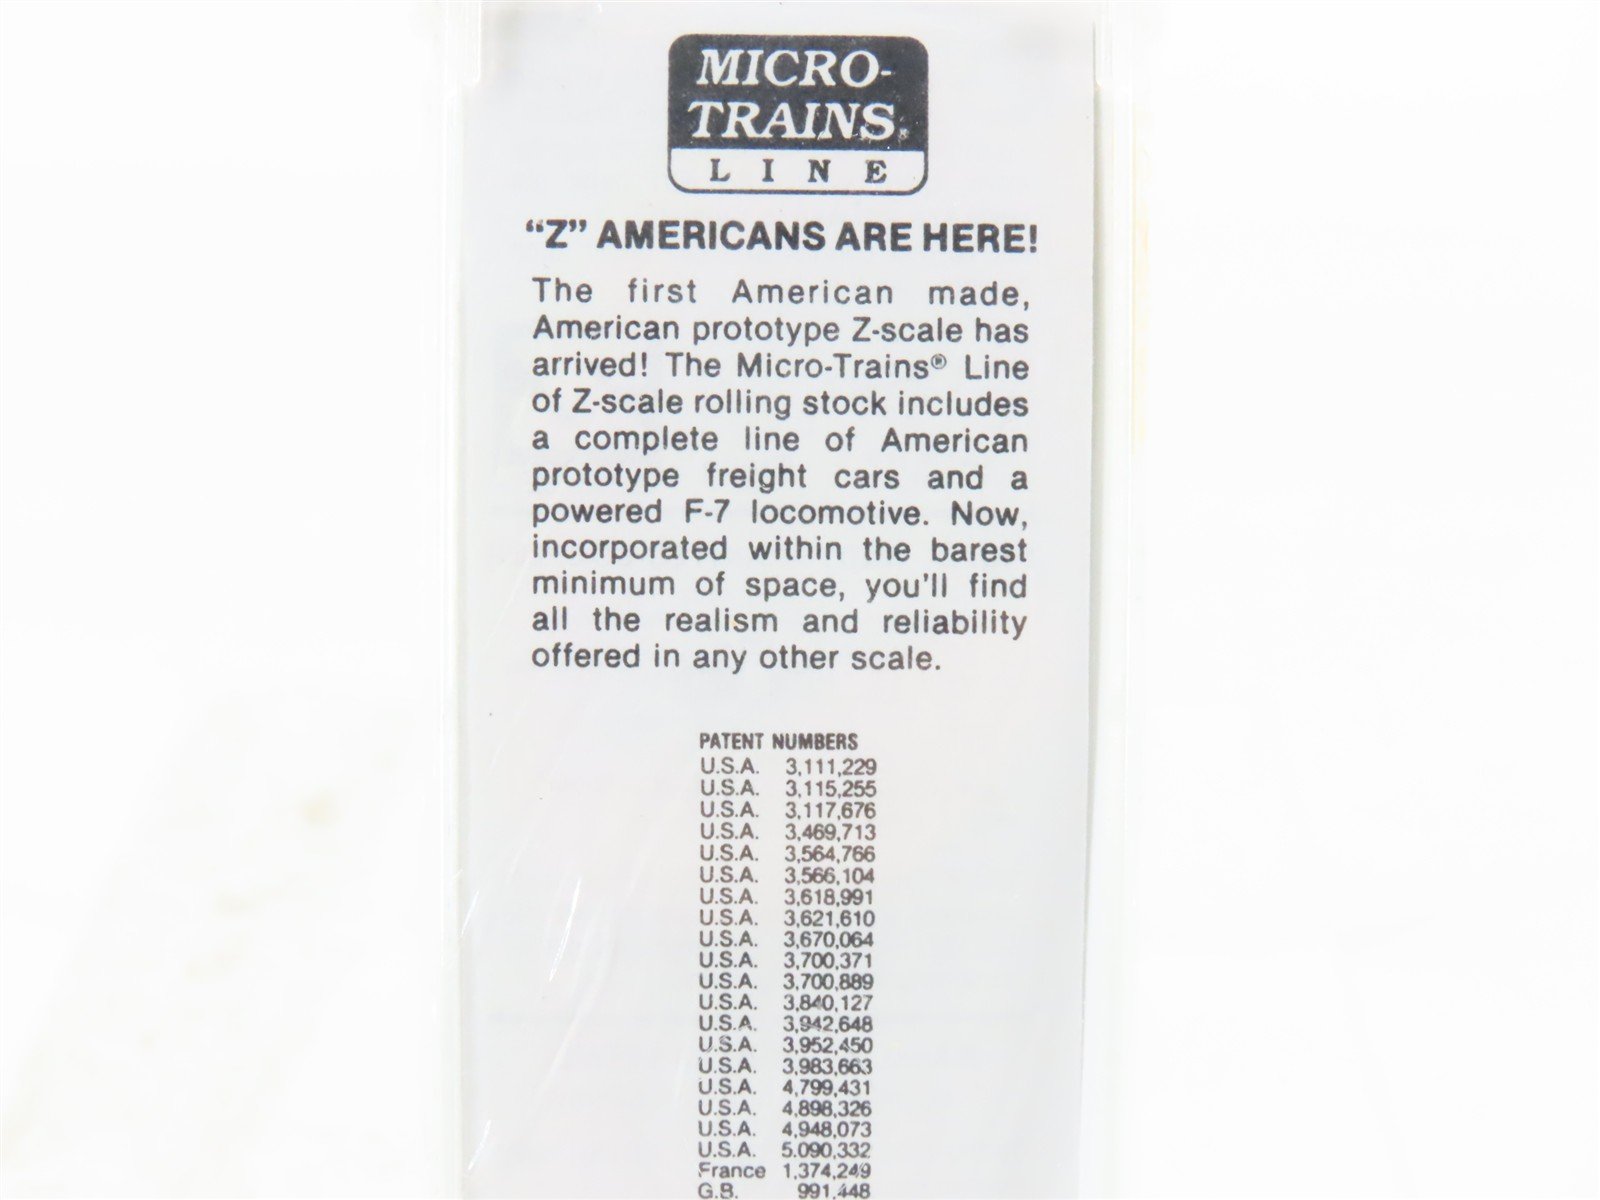 MICRO-
TRAINS®
LINE
“Z” AMERICANS ARE HERE!
The first American made,
American prototype Z-scale has
arrived! The Micro-Trains® Line
of Z-scale rolling stock includes
a complete line of American
prototype freight cars and a
powered F-7 locomotive. Now,
incorporated within the barest
minimum of space, you'll find
all the realism and reliability
offered in any other scale.
PATENT NUMBERS
U.S.A. 3,111,229
U.S.A. 3,115,255
U.S.A. 3,117,676
U.S.A. 3,469,713
U.S.A. 3,564,766
U.S.A. 3,566,104
U.S.A. 3,618,991
U.S.A. 3,621,610
U.S.A. 3,670,064
U.S.A. 3,700,371
U.S.A. 3,700,889
U.S.A. 3,840,127
U.S.A. 3,942,648
U.S.A. 3,952,450
U.S.A. 3,983,663
U.S.A. 4,799,431
U.S.A. 4,898,326
U.S.A. 4,948,073
U.S.A. 5,090,332
France 1,374,249
G.B. 991,448